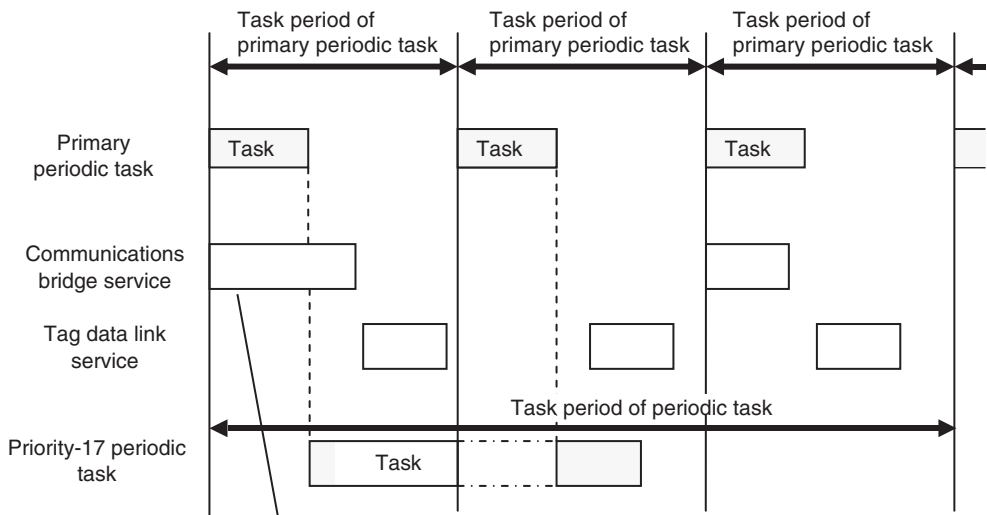 Task period of
primary periodic task
Task period of
primary periodic task
Task period of
primary periodic task
Primary
periodic task
Task
Task
Task
Communications
bridge service
Tag data link
service
Task period of periodic task
Priority-17 periodic
task
Task